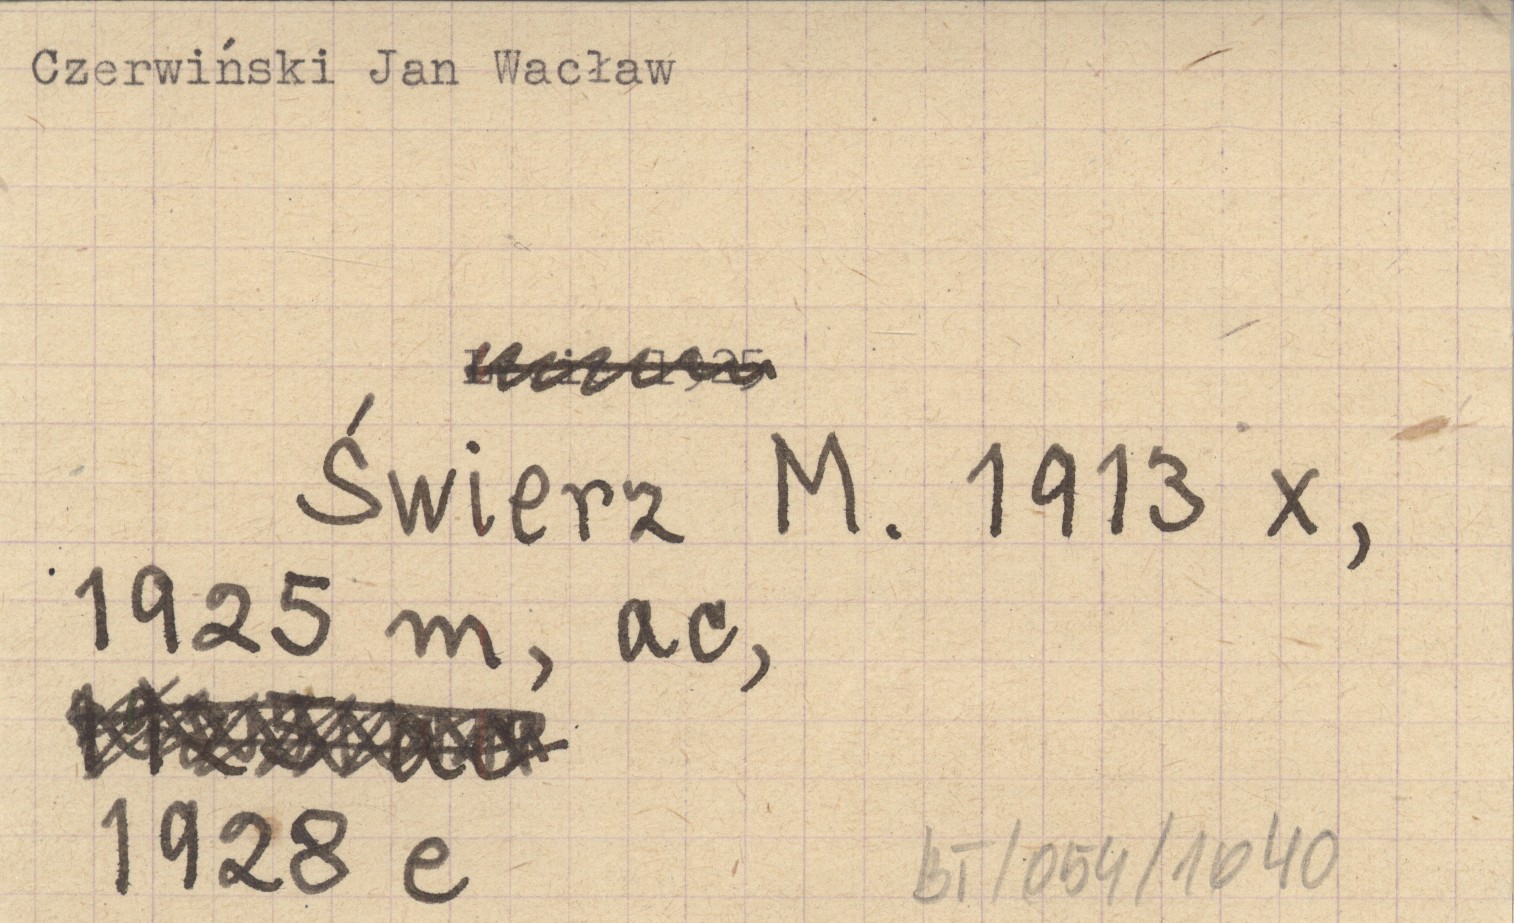 Czerwiński Jan Wacław
Świerz M. 1913 x,
1925 m, ac,
1928 e
BT/054/1040